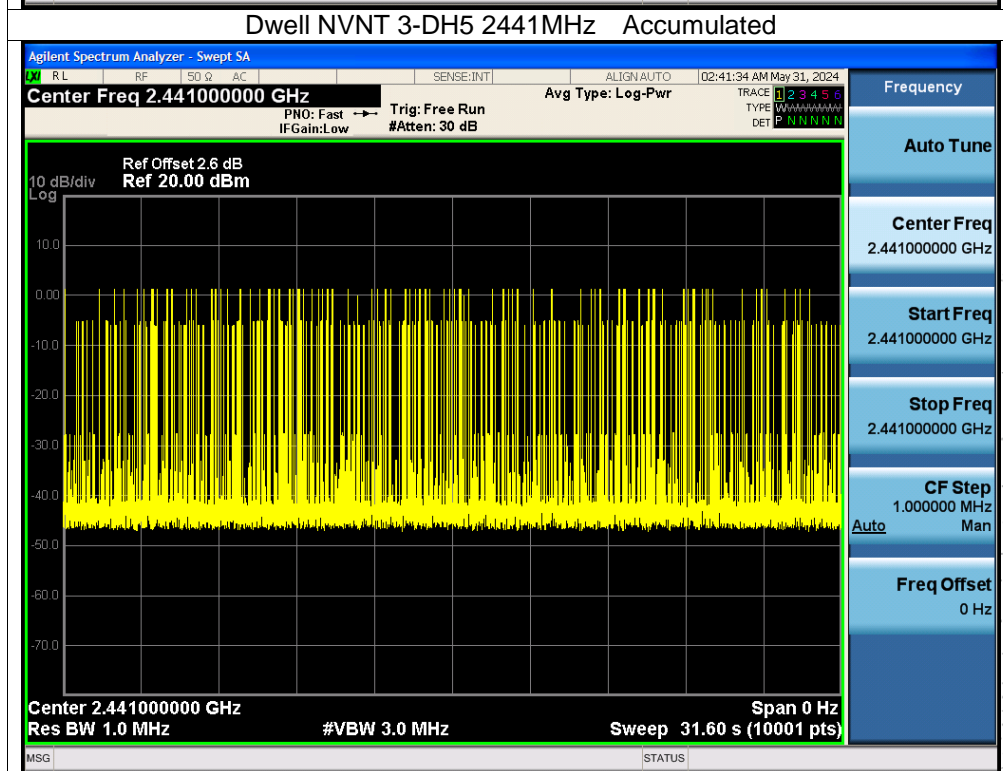 Dwell NVNT 3-DH5 2441MHz Accumulated
Agilent Spectrum Analyzer - Swept SA
LXI RL RF 50 Ω AC SENSE:INT ALIGN AUTO 02:41:34 AM May 31, 2024
Center Freq 2.441000000 GHz
PNO: Fast
IFGain:Low
Trig: Free Run
#Atten: 30 dB
Avg Type: Log-Pwr
TRACE 1 2 3 4 5 6
TYPE WWWWWW
DET P N N N N N
Frequency
Auto Tune
Center Freq
2.441000000 GHz
Start Freq
2.441000000 GHz
Stop Freq
2.441000000 GHz
CF Step
1.000000 MHz
Auto Man
Freq Offset
0 Hz
Ref Offset 2.6 dB
10 dB/div Ref 20.00 dBm
Log
10.0
0.00
-10.0
-20.0
-30.0
-40.0
-50.0
-60.0
-70.0
Center 2.441000000 GHz Span 0 Hz
Res BW 1.0 MHz #VBW 3.0 MHz Sweep 31.60 s (10001 pts)
MSG STATUS